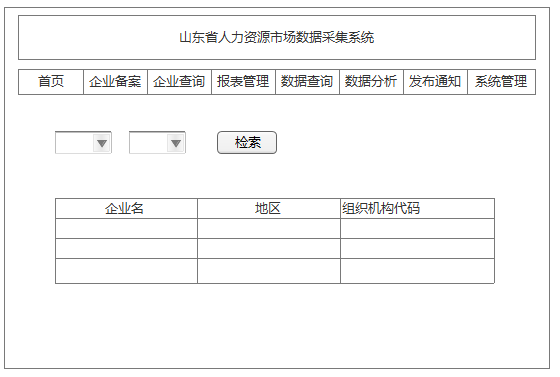 山东省人力资源市场数据采集系统
首页 企业备案 企业查询 报表管理 数据查询 数据分析 发布通知 系统管理
检索
企业名 地区 组织机构代码